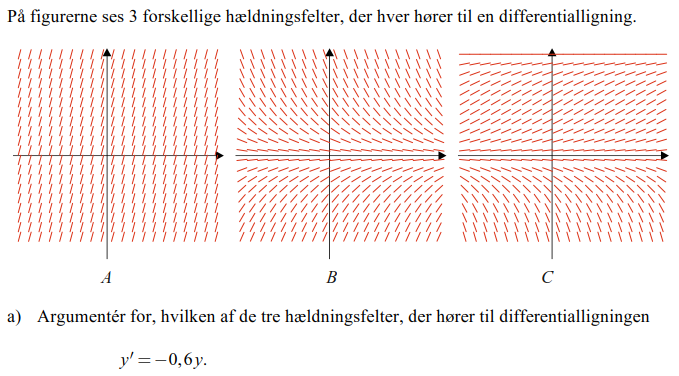 På figurerne ses 3 forskellige hældningsfelter, der hver hører til en differentialligning.
A B C
a) Argumentér for, hvilken af de tre hældningsfelter, der hører til differentialligningen
y′ = −0,6y.